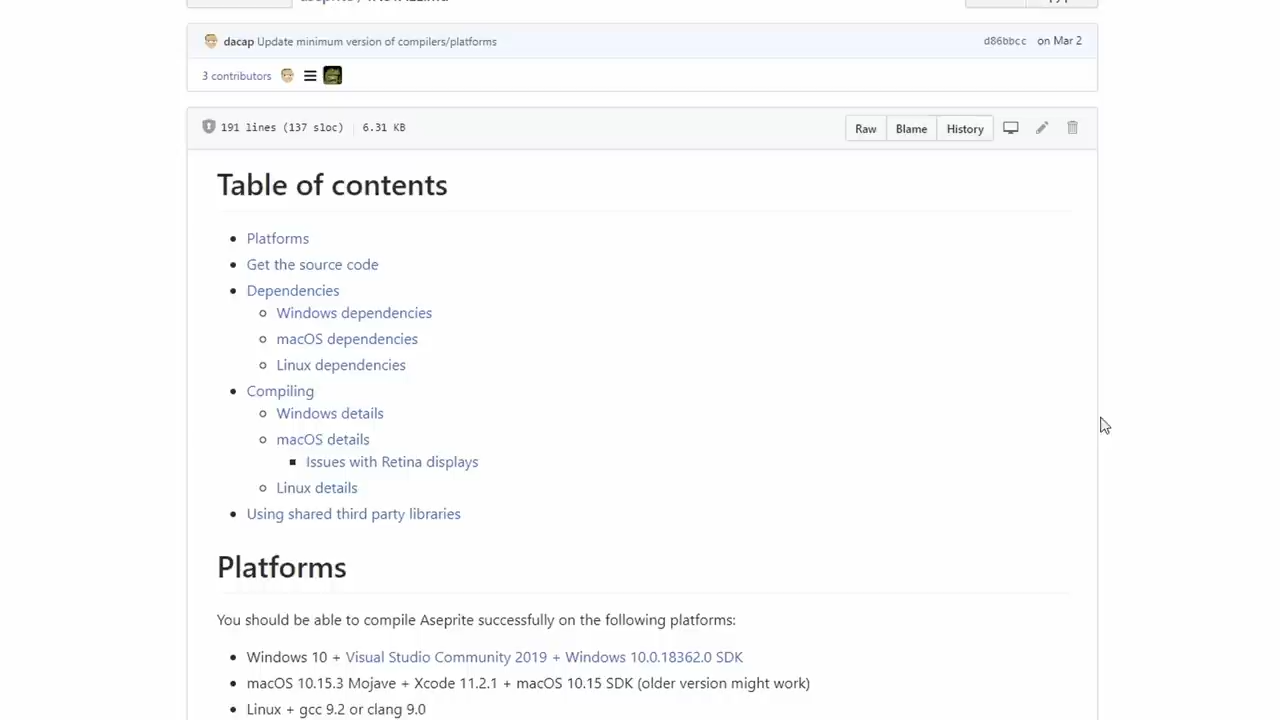 dacap Update minimum version of compilers/platforms
d86bbcc on Mar 2
3 contributors
191 lines (137 sloc) 6.31 KB
Raw Blame History
Table of contents
Platforms
Get the source code
Dependencies
Windows dependencies
macOS dependencies
Linux dependencies
Compiling
Windows details
macOS details
Issues with Retina displays
Linux details
Using shared third party libraries
Platforms
You should be able to compile Aseprite successfully on the following platforms:
Windows 10 + Visual Studio Community 2019 + Windows 10.0.18362.0 SDK
macOS 10.15.3 Mojave + Xcode 11.2.1 + macOS 10.15 SDK (older version might work)
Linux + gcc 9.2 or clang 9.0